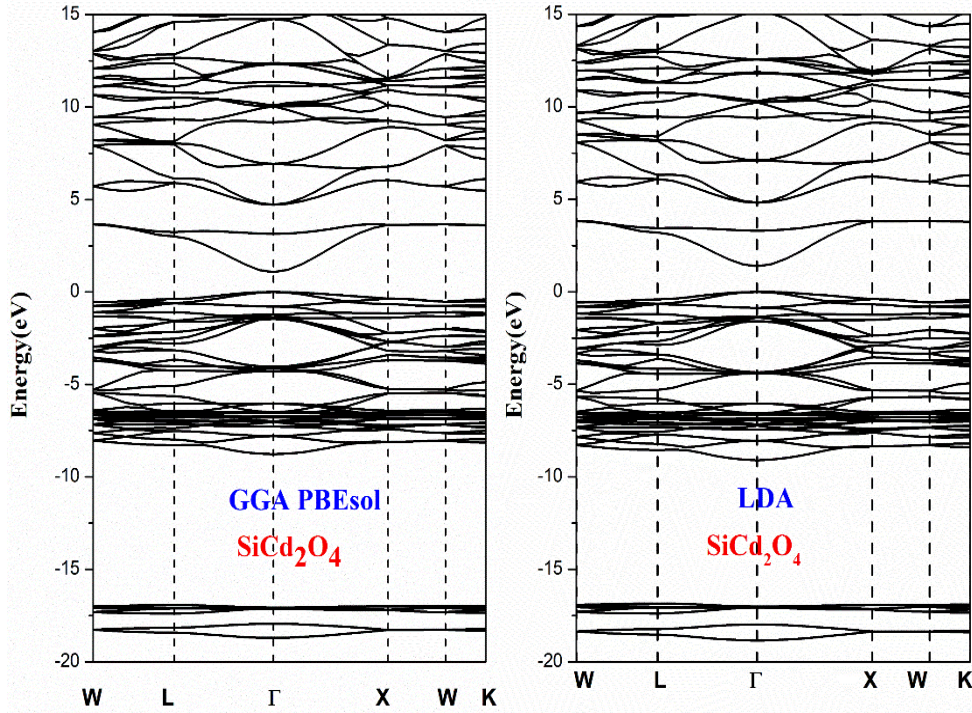 15
10
5
0
-5
-10
-15
-20
Energy(eV)
GGA PBEsol
SiCd₂O₄
W L Γ X W K
15
10
5
0
-5
-10
-15
-20
Energy(eV)
LDA
SiCd₂O₄
W L Γ X W K